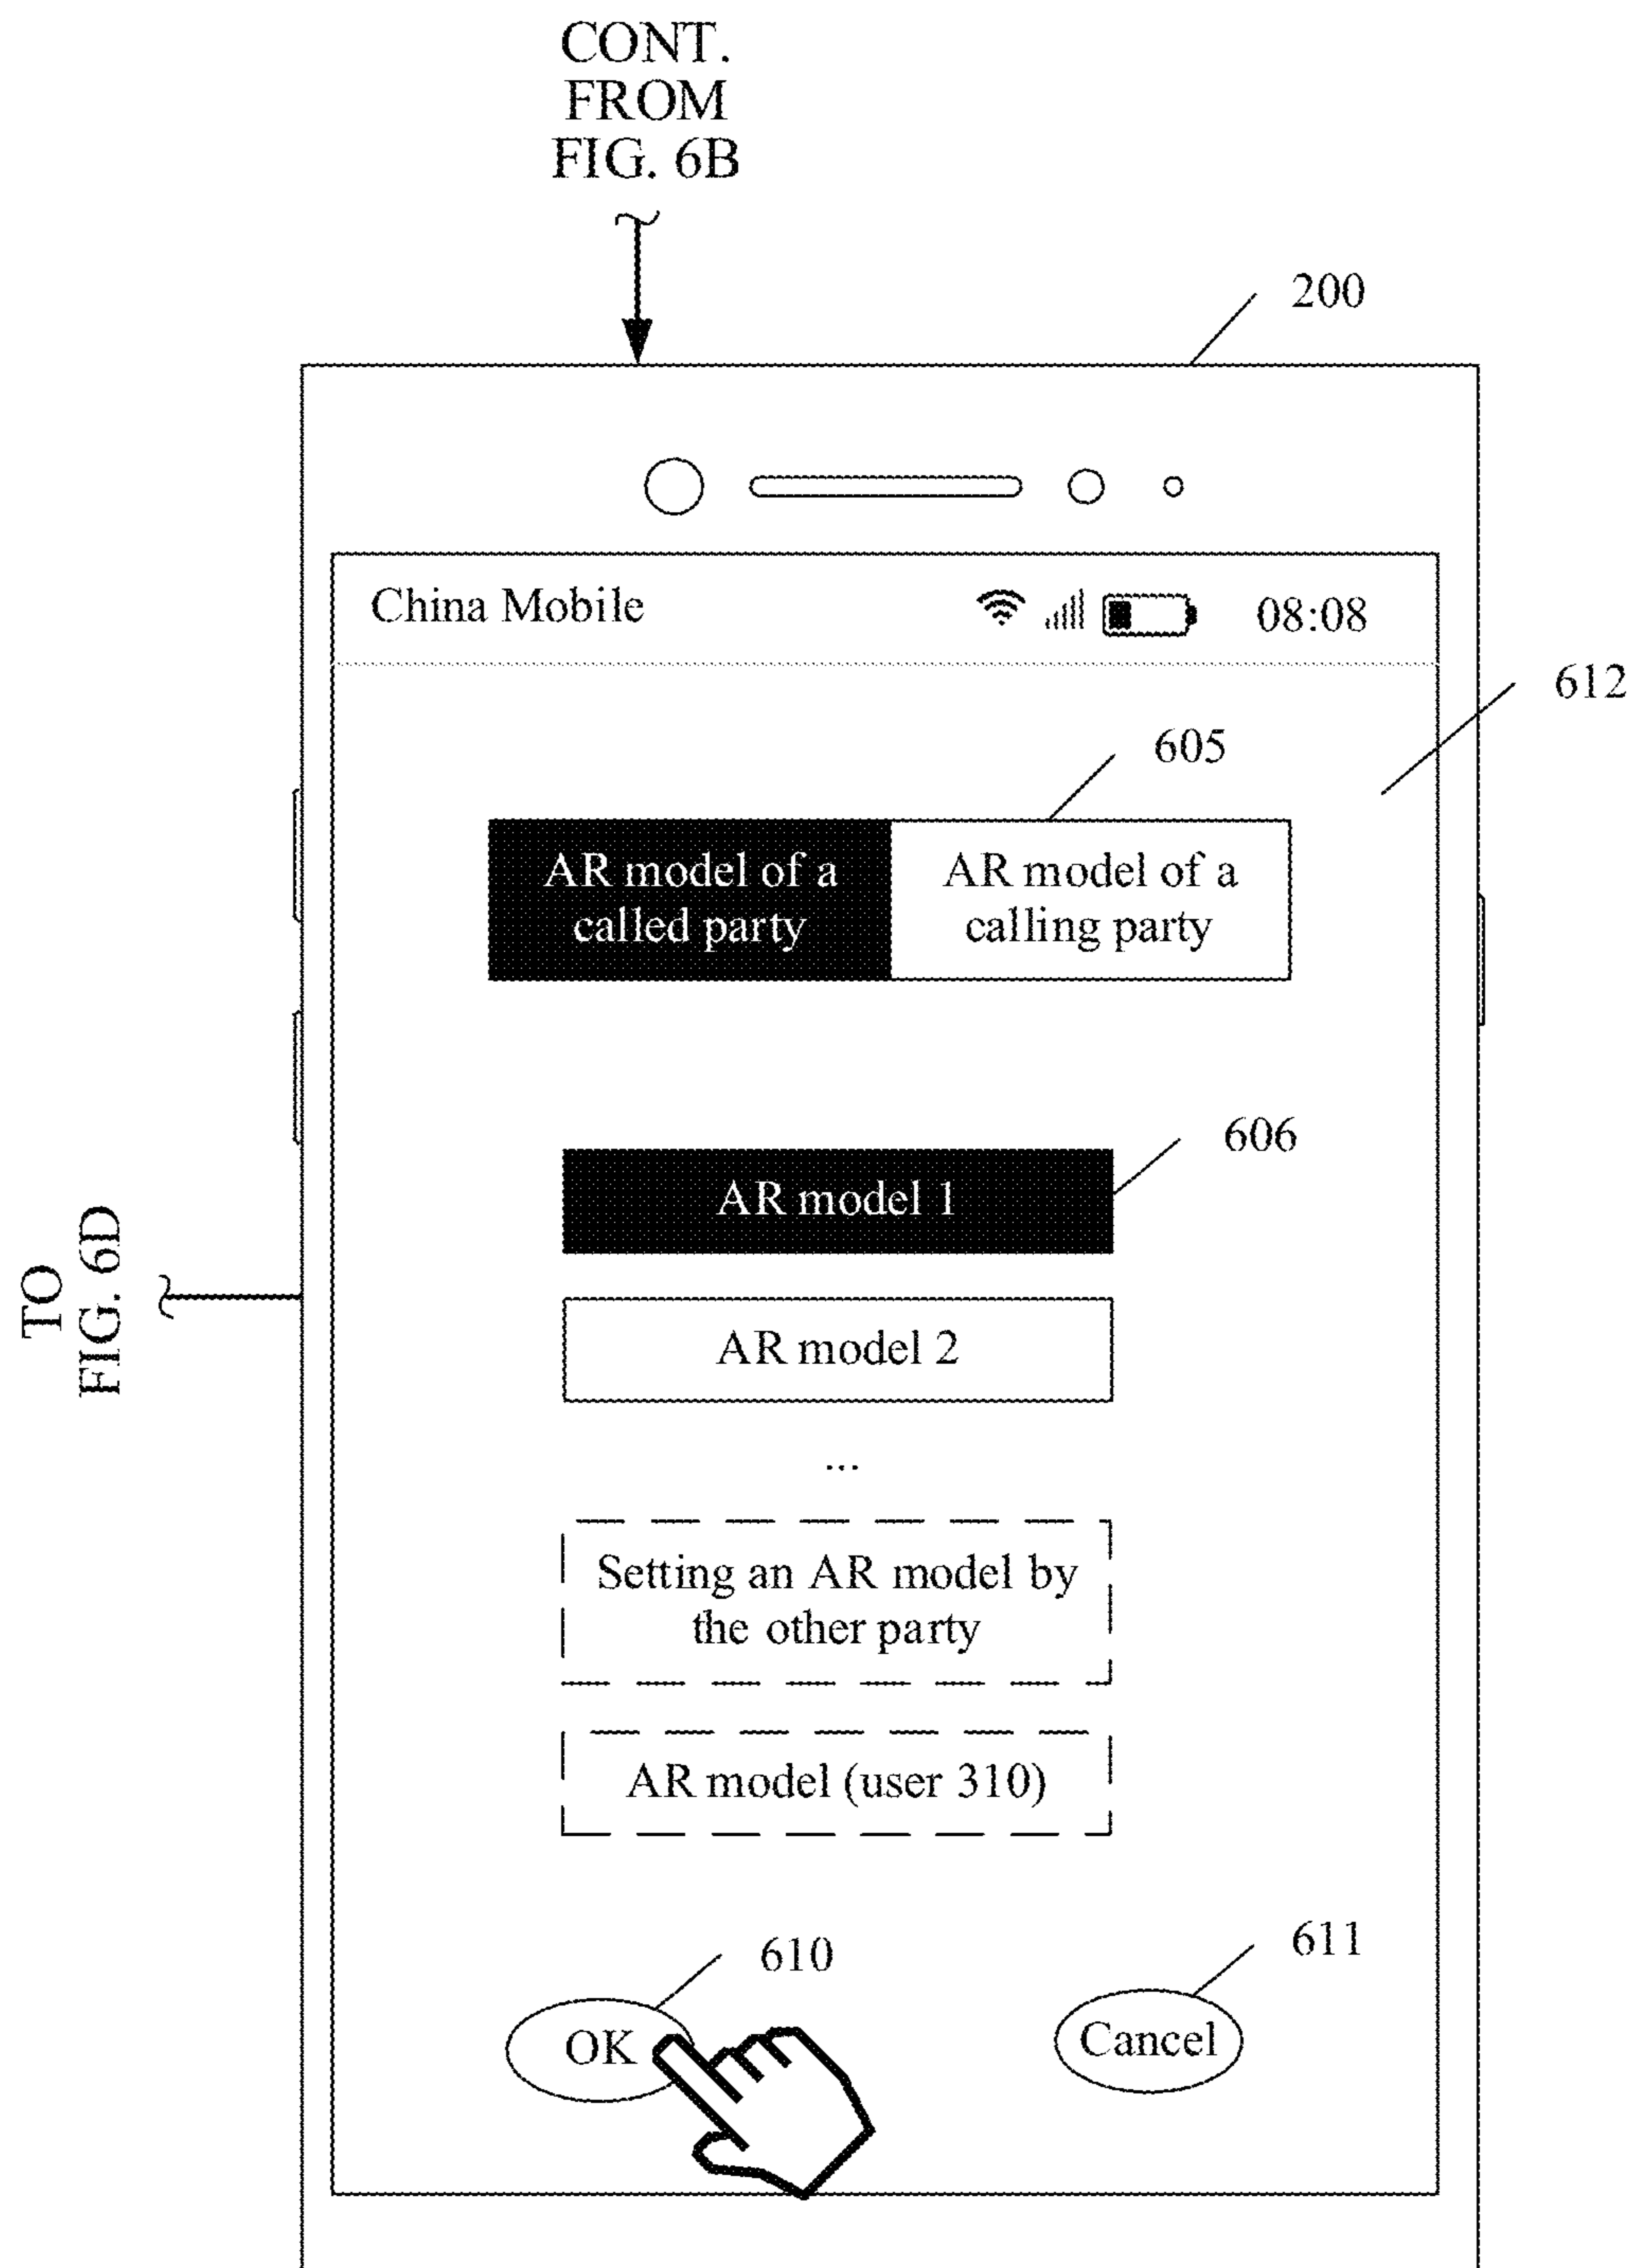 CONT.
FROM
FIG. 6B
200
China Mobile
08:08
612
605
AR model of a
called party
AR model of a
calling party
606
AR model 1
TO
FIG. 6D
AR model 2
...
Setting an AR model by
the other party
AR model (user 310)
610
611
OK
Cancel